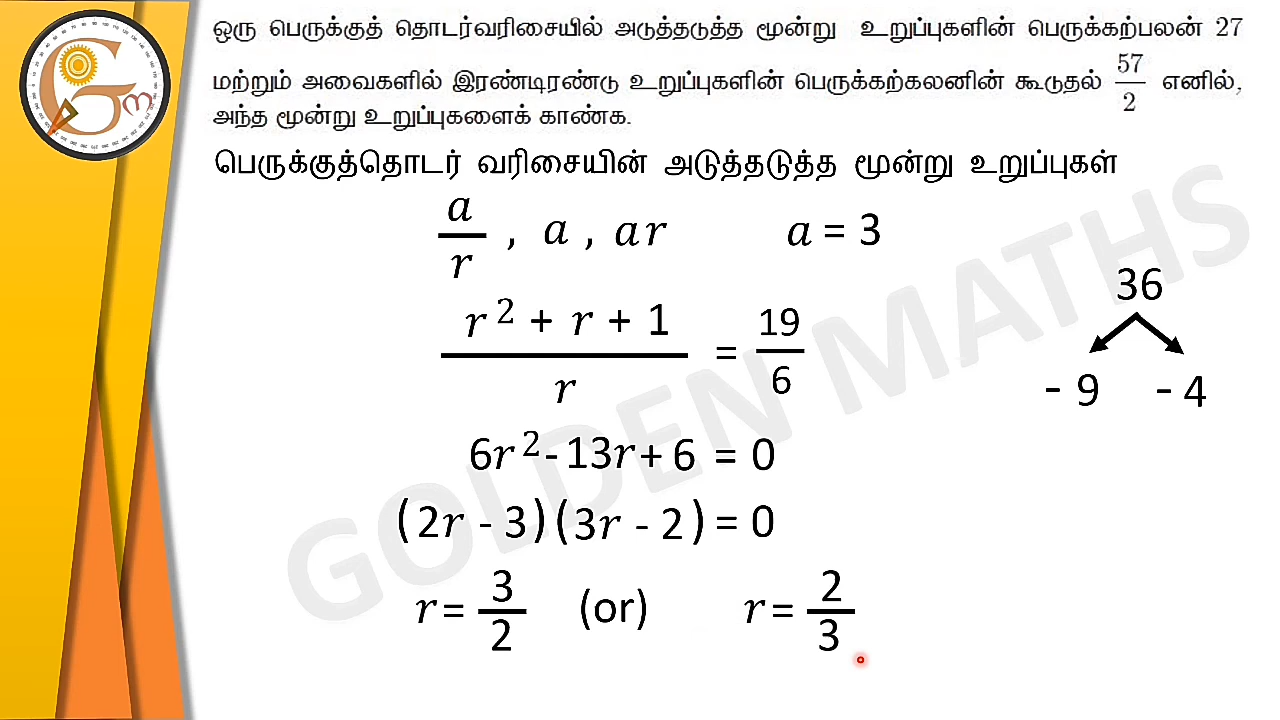 ஒரு பெருக்குத் தொடர்வரிசையில் அடுத்தடுத்த மூன்று உறுப்புகளின் பெருக்கற்பலன் 27
மற்றும் அவைகளில் இரண்டிரண்டு உறுப்புகளின் பெருக்கற்கலனின் கூடுதல் 57/2 எனில்,
அந்த மூன்று உறுப்புகளைக் காண்க.
பெருக்குத்தொடர் வரிசையின் அடுத்தடுத்த மூன்று உறுப்புகள்
a/r , a , ar a = 3
36
(r² + r + 1)/r = 19/6
- 9 - 4
6r² - 13r + 6 = 0
(2r - 3)(3r - 2) = 0
r = 3/2 (or) r = 2/3
GOLDEN MATHS